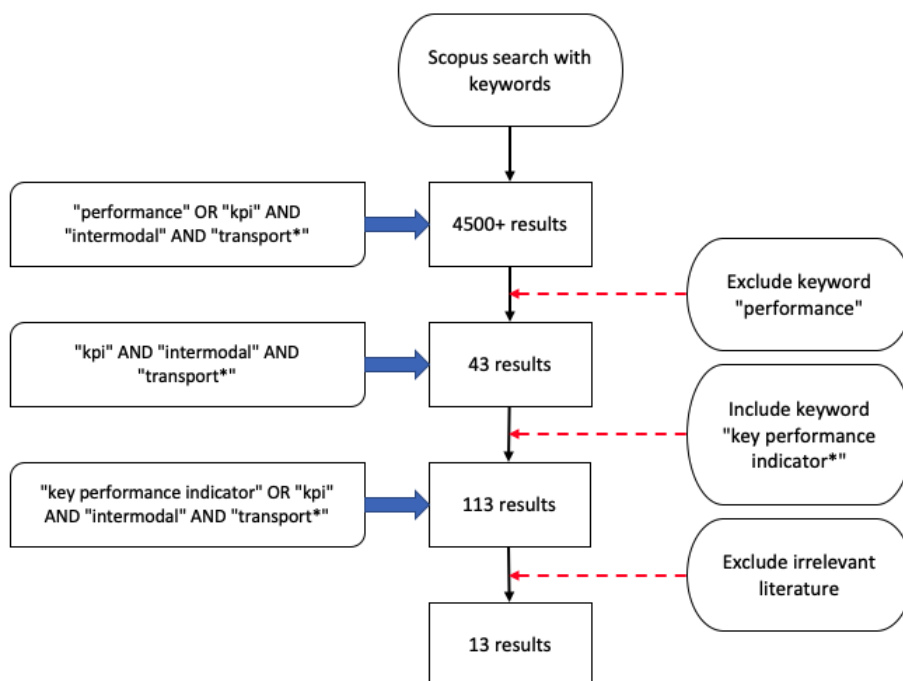 Scopus search with
keywords
"performance" OR "kpi" AND
"intermodal" AND "transport*"
4500+ results
Exclude keyword
"performance"
"kpi" AND "intermodal" AND
"transport*"
43 results
Include keyword
"key performance
indicator*"
"key performance indicator" OR "kpi"
AND "intermodal" AND "transport*"
113 results
Exclude irrelevant
literature
13 results